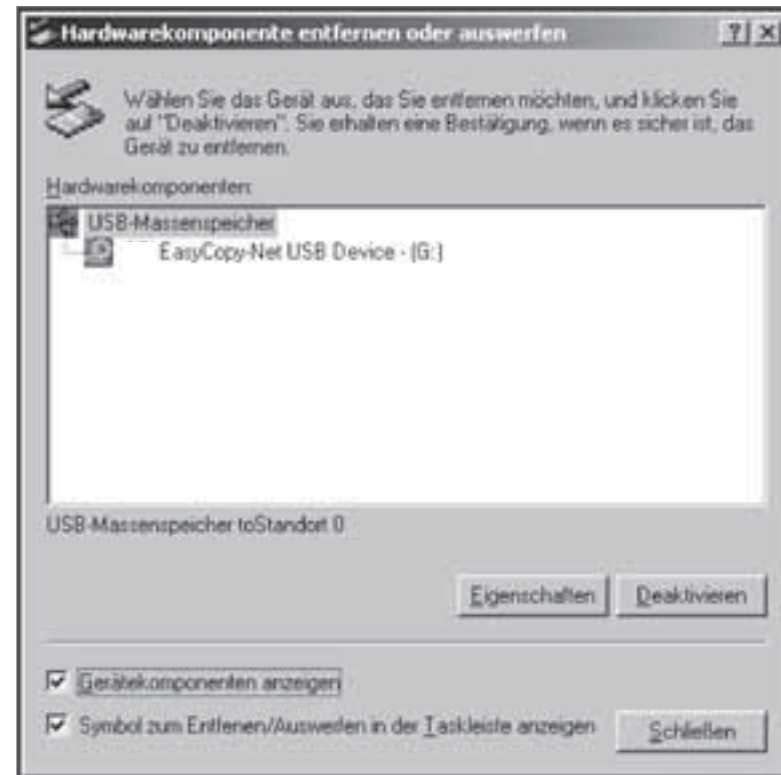 Hardwarekomponente entfernen oder auswerfen
Wählen Sie das Gerät aus, das Sie entfernen möchten, und klicken Sie
auf "Deaktivieren". Sie erhalten eine Bestätigung, wenn es sicher ist, das
Gerät zu entfernen.
Hardwarekomponenten:
USB-Massenspeicher
EasyCopy-Net USB Device - (G:)
USB-Massenspeicher toStandort 0
Eigenschaften
Deaktivieren
Gerätekomponenten anzeigen
Symbol zum Entfenen/Auswerfen in der Taskleiste anzeigen
Schließen